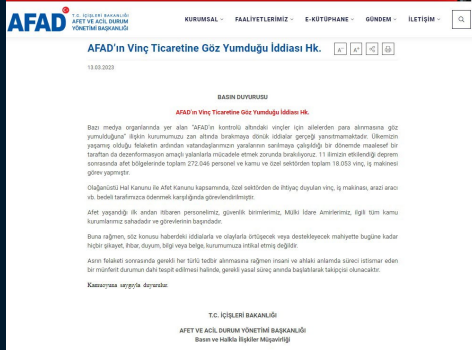 AFAD
T.C. İÇİŞLERİ BAKANLIĞI
AFET VE ACİL DURUM
YÖNETİMİ BAŞKANLIĞI
KURUMSAL
FAALİYETLERİMİZ
E-KÜTÜPHANE
GÜNDEM
İLETİŞİM
AFAD'ın Vinç Ticaretine Göz Yumduğu İddiası Hk.
A-
A+
13.03.2023
BASIN DUYURUSU
AFAD'ın Vinç Ticaretine Göz Yumduğu İddiası Hk.
Bazı medya organlarında yer alan "AFAD'ın kontrolü altındaki vinçler için ailelerden para alınmasına göz
yumulduğuna" ilişkin kurumumuzu zan altında bırakmaya dönük iddialar gerçeği yansıtmamaktadır. Ülkemizin
yaşamış olduğu felaketin ardından vatandaşlarımızın yaralarının sarılmaya çalışıldığı bir dönemde maalesef bir
taraftan da dezenformasyon amaçlı yalanlarla mücadele etmek zorunda bırakılıyoruz. 11 ilimizin etkilendiği deprem
sonrasında afet bölgelerinde toplam 272.046 personel ve kamu ve özel sektörden toplam 18.053 vinç, iş makinesi
görev yapmıştır.
Olağanüstü Hal Kanunu ile Afet Kanunu kapsamında, özel sektörden de ihtiyaç duyulan vinç, iş makinesi, arazi aracı
vb. bedeli tarafımızca ödenmek karşılığında görevlendirilmiştir.
Afet yaşandığı ilk andan itibaren personelimiz, güvenlik birimlerimiz, Mülki İdare Amirlerimiz, ilgili tüm kamu
kurumlarımız sahadadır ve görevlerinin başındadır.
Buna rağmen, söz konusu haberdeki iddialarla ve olaylarla örtüşecek veya destekleyecek mahiyette bugüne kadar
hiçbir şikayet, ihbar, duyum, bilgi veya belge, kurumumuza intikal etmiş değildir.
Asrın felaketi sonrasında gerekli her türlü tedbir alınmasına rağmen insani ve ahlaki anlamda süreci istismar eden
bir münferit durumun dahi tespit edilmesi halinde, gerekli yasal süreç anında başlatılarak takipçisi olunacaktır.
Kamuoyuna saygıyla duyurulur.
T.C. İÇİŞLERİ BAKANLIĞI
AFET VE ACİL DURUM YÖNETİMİ BAŞKANLIĞI
Basın ve Halkla İlişkiler Müşavirliği